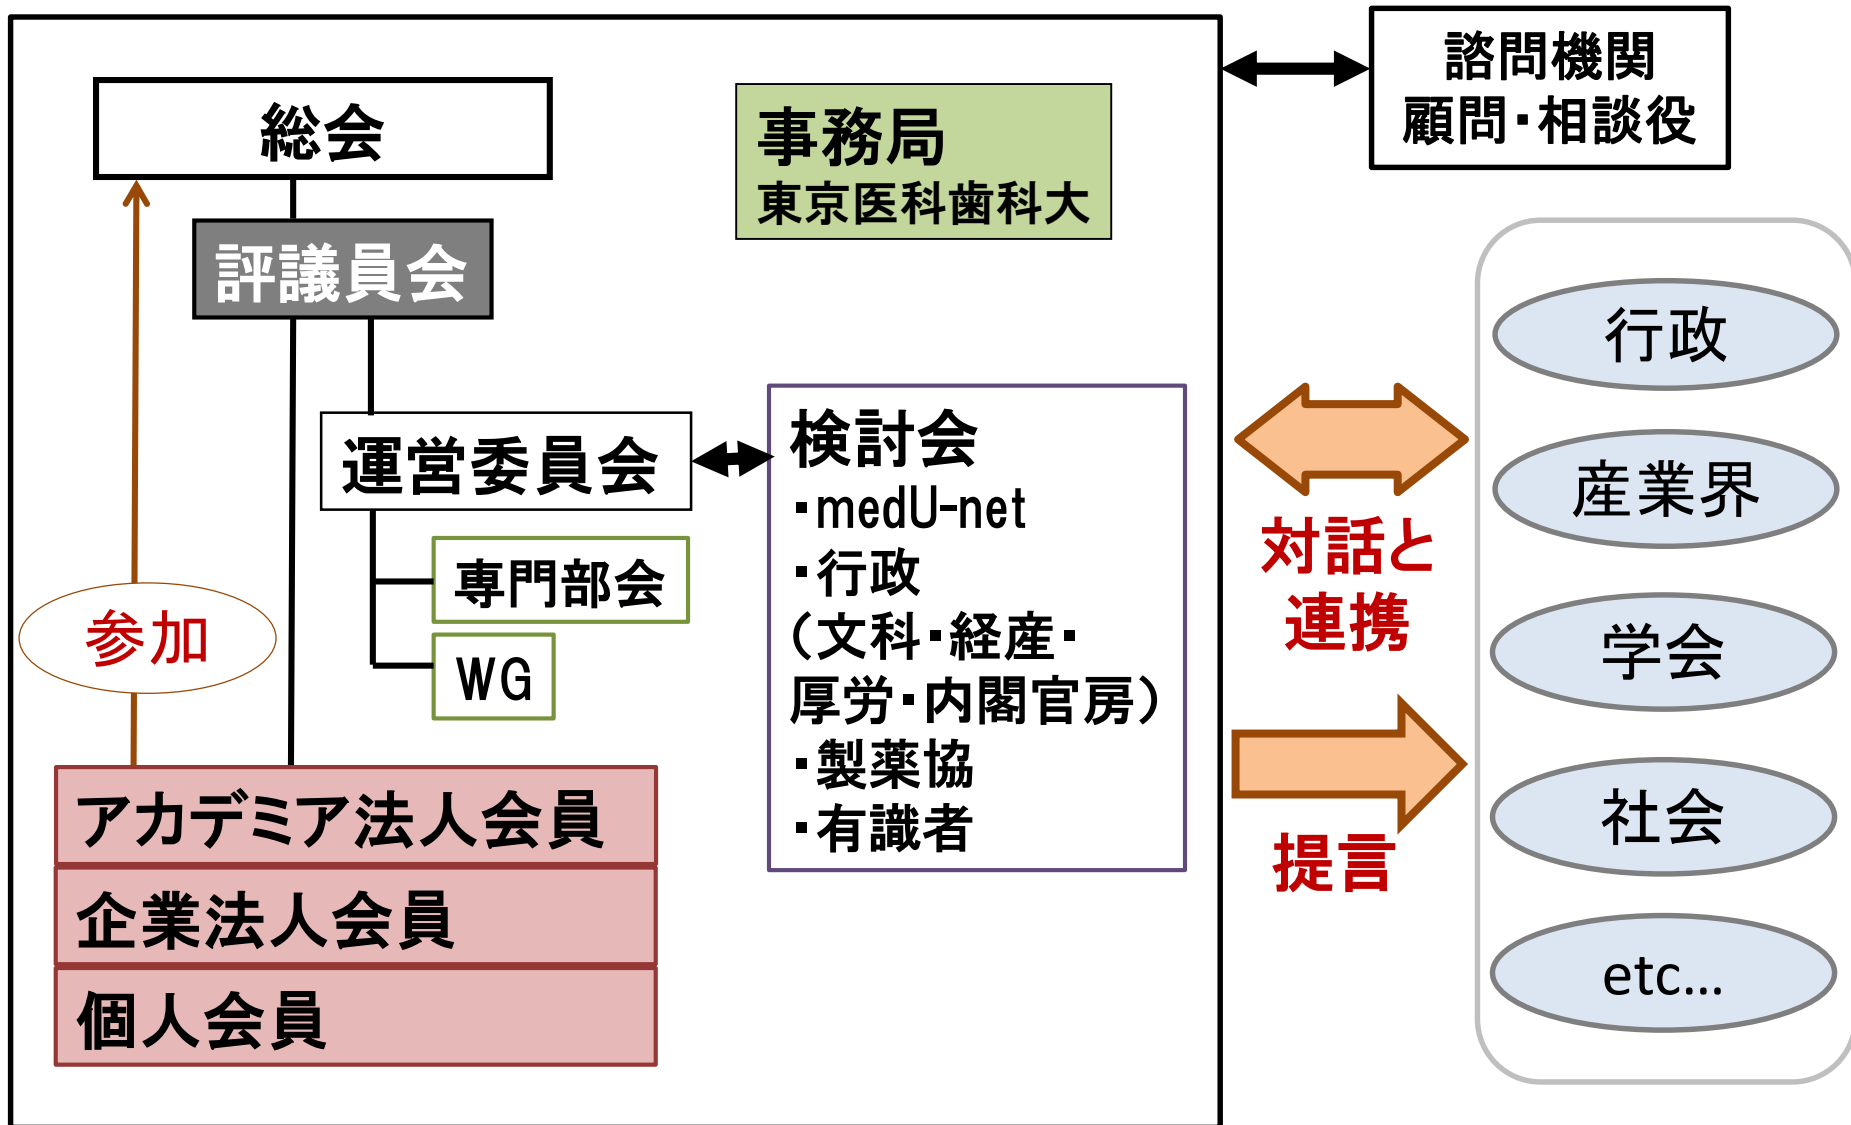 総会
評議員会
運営委員会
専門部会
WG
参加
アカデミア法人会員
企業法人会員
個人会員
事務局
東京医科歯科大
検討会
・medU-net
・行政
（文科・経産・
厚労・内閣官房）
・製薬協
・有識者
諮問機関
顧問・相談役
対話と
連携
提言
行政
産業界
学会
社会
etc…